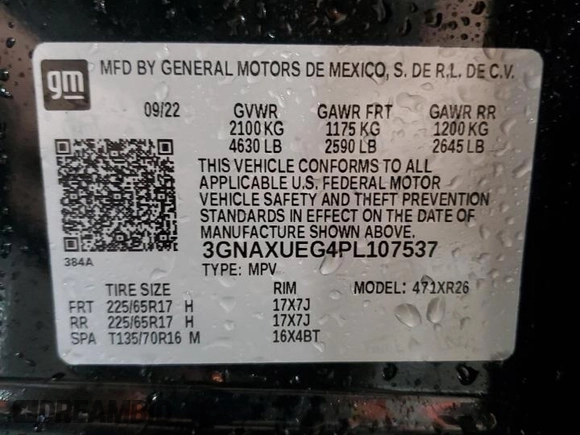 gm MFD BY GENERAL MOTORS DE MEXICO, S. DE R.L. DE C.V.
09/22 GVWR GAWR FRT GAWR RR
2100 KG 1175 KG 1200 KG
4630 LB 2590 LB 2645 LB
THIS VEHICLE CONFORMS TO ALL
APPLICABLE U.S. FEDERAL MOTOR
VEHICLE SAFETY AND THEFT PREVENTION
STANDARDS IN EFFECT ON THE DATE OF
MANUFACTURE SHOWN ABOVE.
384A 3GNAXUEG4PL107537
TYPE: MPV MODEL: 471XR26
TIRE SIZE RIM
FRT 225/65R17 H 17X7J
RR 225/65R17 H 17X7J
SPA T135/70R16 M 16X4BT